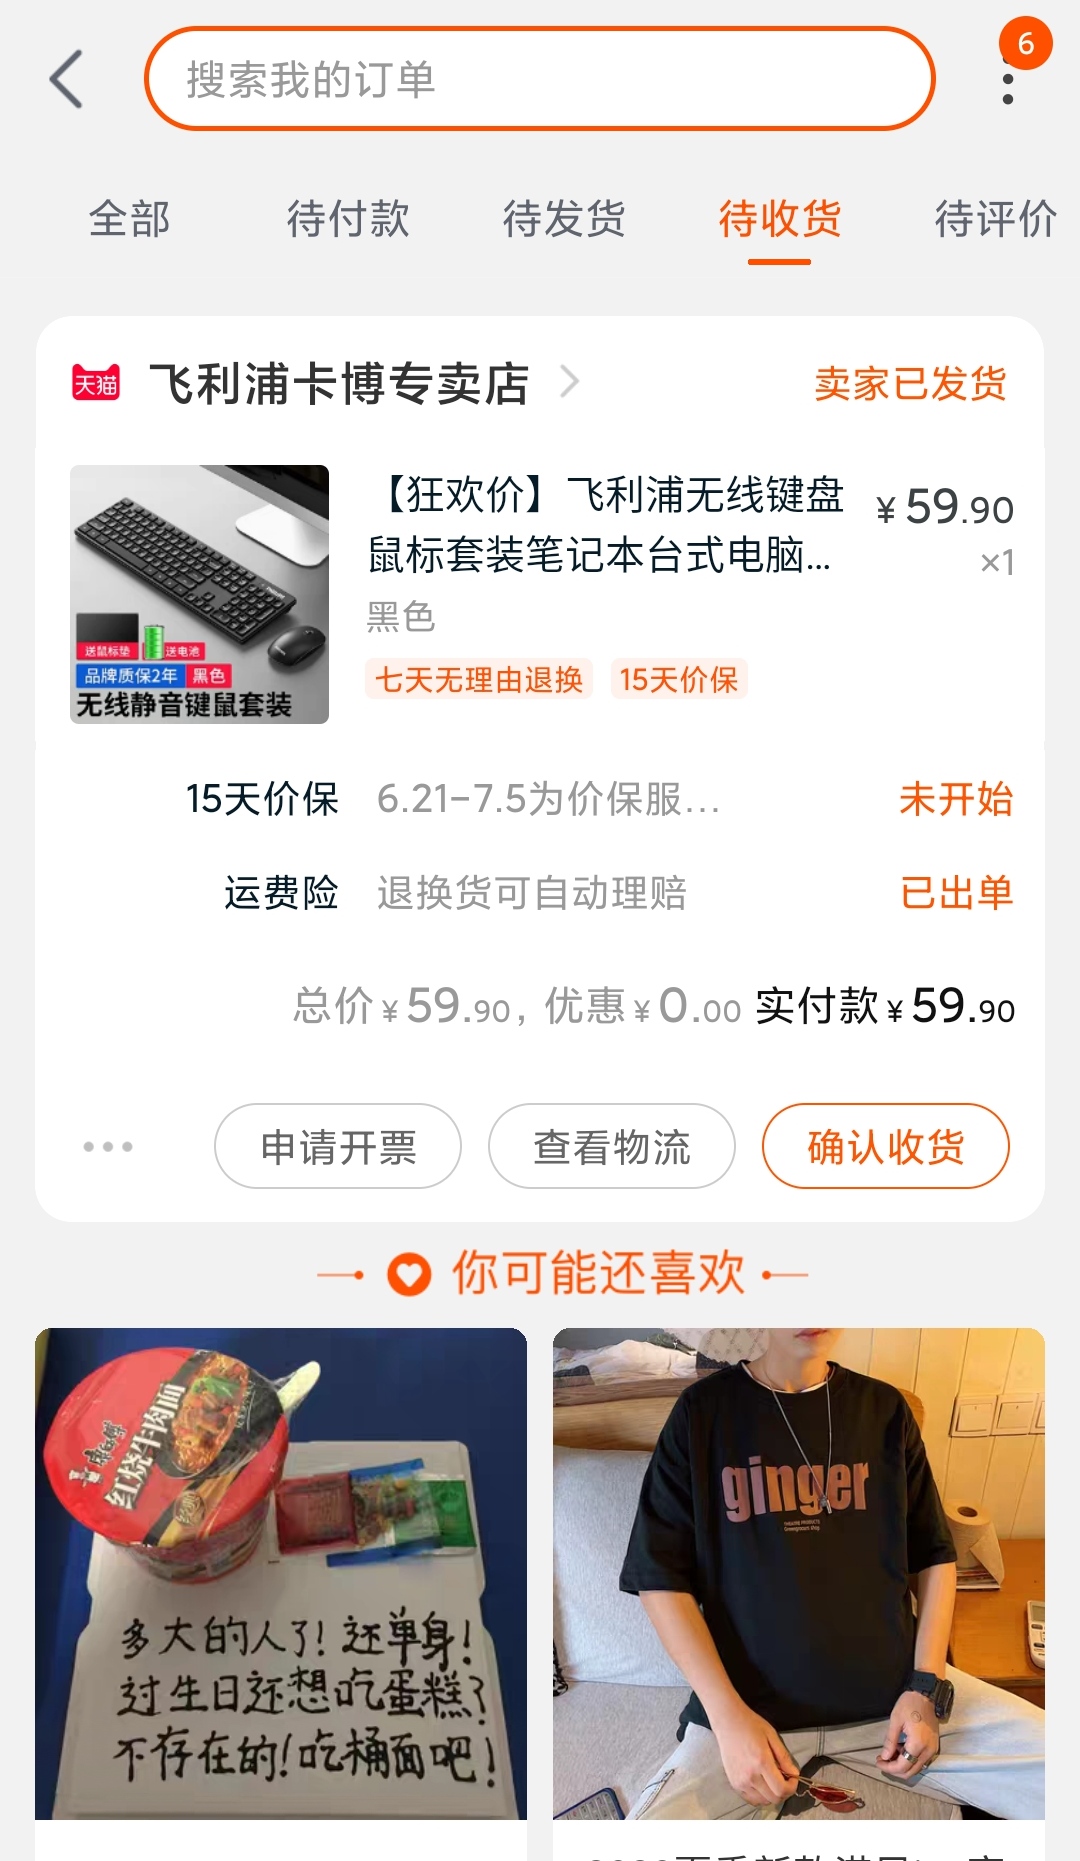 搜索我的订单
6
全部 待付款 待发货 待收货 待评价
天猫 飞利浦卡博专卖店 卖家已发货
【狂欢价】飞利浦无线键盘 ¥59.90
鼠标套装笔记本台式电脑... ×1
黑色
七天无理由退换 15天价保
送鼠标垫 送电池
品牌质保2年 黑色
无线静音键鼠套装
15天价保 6.21-7.5为价保服... 未开始
运费险 退换货可自动理赔 已出单
总价¥59.90, 优惠¥0.00 实付款¥59.90
申请开票 查看物流 确认收货
你可能还喜欢
康师傅
红烧牛肉面
多大的人了!还单身!
过生日还想吃蛋糕?
不存在的!吃桶面吧!
ginger